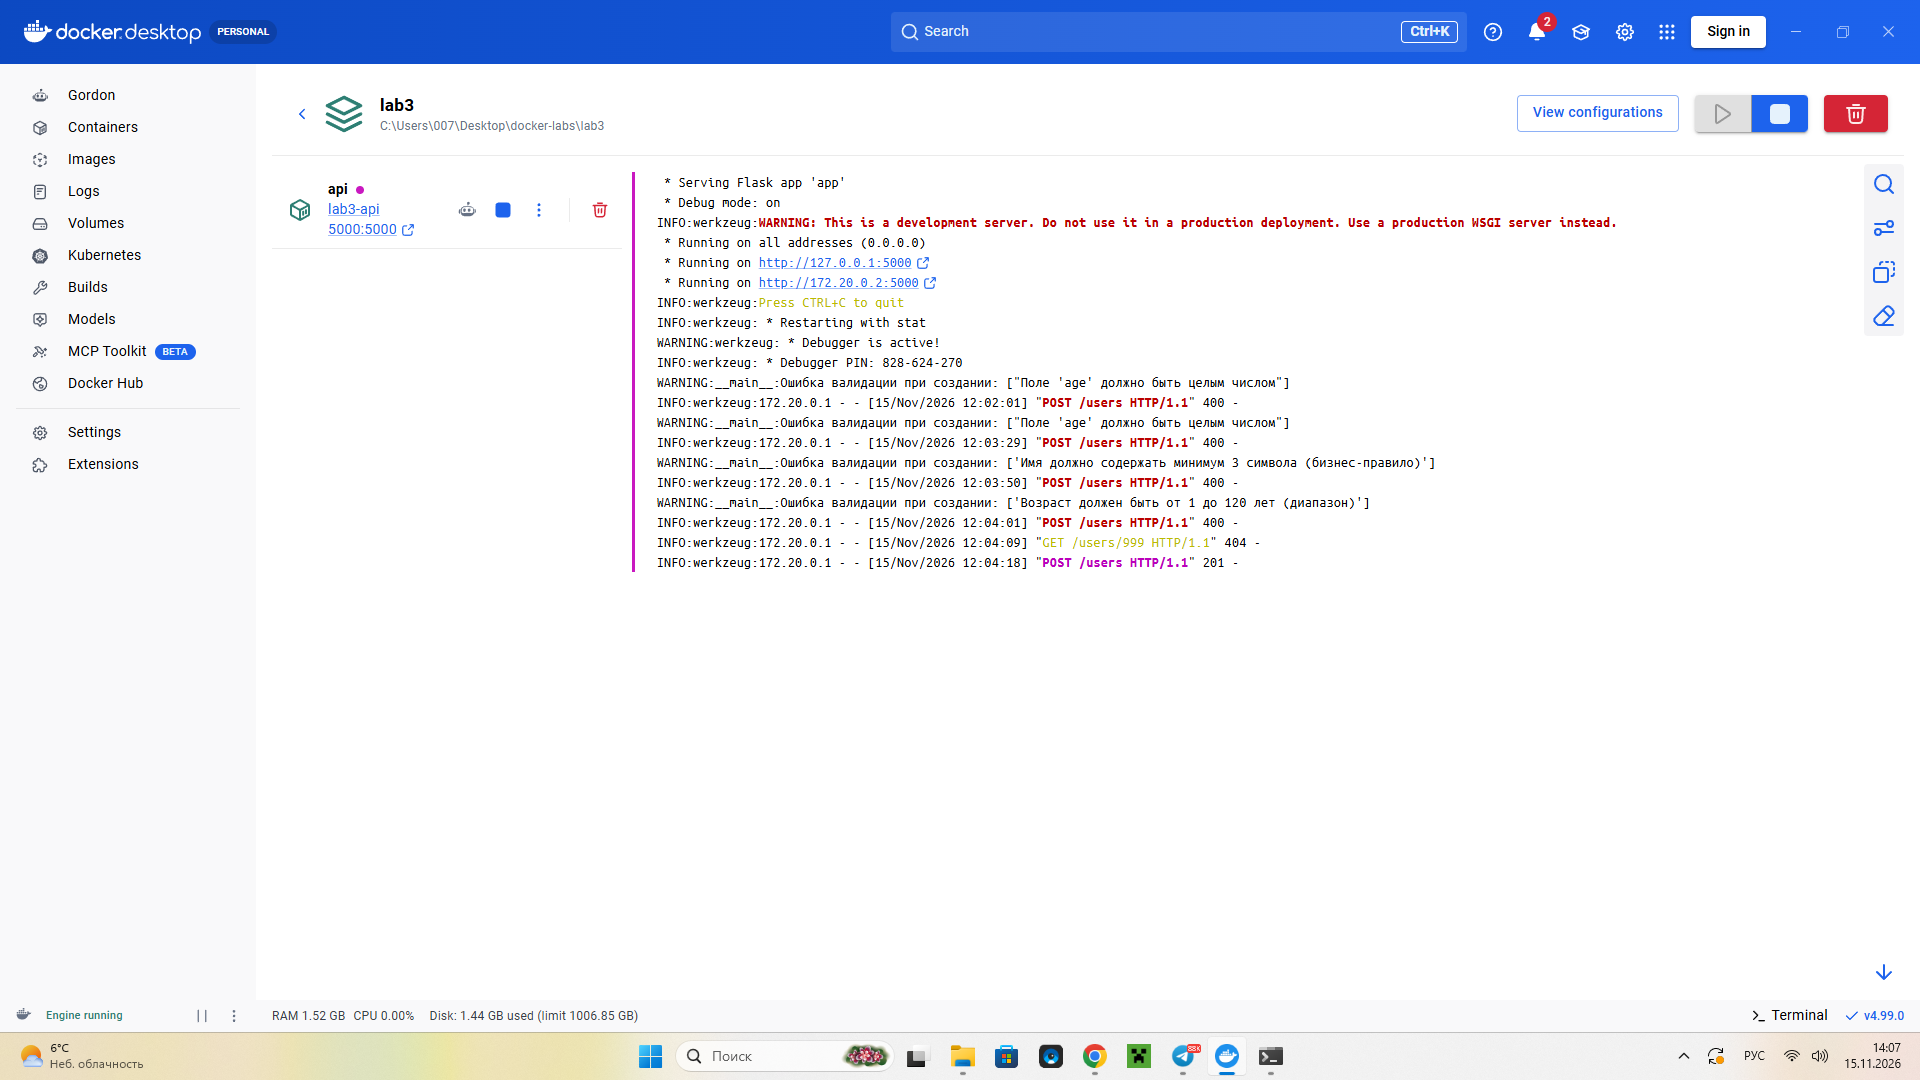 docker.desktop PERSONAL
Search Ctrl+K
2
Sign in
Gordon
Containers
Images
Logs
Volumes
Kubernetes
Builds
Models
MCP Toolkit BETA
Docker Hub
Settings
Extensions
lab3
C:\Users\007\Desktop\docker-labs\lab3
View configurations
api
lab3-api
5000:5000
* Serving Flask app 'app'
* Debug mode: on
INFO:werkzeug:WARNING: This is a development server. Do not use it in a production deployment. Use a production WSGI server instead.
* Running on all addresses (0.0.0.0)
* Running on http://127.0.0.1:5000
* Running on http://172.20.0.2:5000
INFO:werkzeug:Press CTRL+C to quit
INFO:werkzeug: * Restarting with stat
WARNING:werkzeug: * Debugger is active!
INFO:werkzeug: * Debugger PIN: 828-624-270
WARNING:__main__:Ошибка валидации при создании: ["Поле 'age' должно быть целым числом"]
INFO:werkzeug:172.20.0.1 - - [15/Nov/2026 12:02:01] "POST /users HTTP/1.1" 400 -
WARNING:__main__:Ошибка валидации при создании: ["Поле 'age' должно быть целым числом"]
INFO:werkzeug:172.20.0.1 - - [15/Nov/2026 12:03:29] "POST /users HTTP/1.1" 400 -
WARNING:__main__:Ошибка валидации при создании: ['Имя должно содержать минимум 3 символа (бизнес-правило)']
INFO:werkzeug:172.20.0.1 - - [15/Nov/2026 12:03:50] "POST /users HTTP/1.1" 400 -
WARNING:__main__:Ошибка валидации при создании: ['Возраст должен быть от 1 до 120 лет (диапазон)']
INFO:werkzeug:172.20.0.1 - - [15/Nov/2026 12:04:01] "POST /users HTTP/1.1" 400 -
INFO:werkzeug:172.20.0.1 - - [15/Nov/2026 12:04:09] "GET /users/999 HTTP/1.1" 404 -
INFO:werkzeug:172.20.0.1 - - [15/Nov/2026 12:04:18] "POST /users HTTP/1.1" 201 -
Engine running
RAM 1.52 GB CPU 0.00% Disk: 1.44 GB used (limit 1006.85 GB)
Terminal
v4.99.0
6°C
Неб. облачность
Поиск
88K
РУС
14:07
15.11.2026